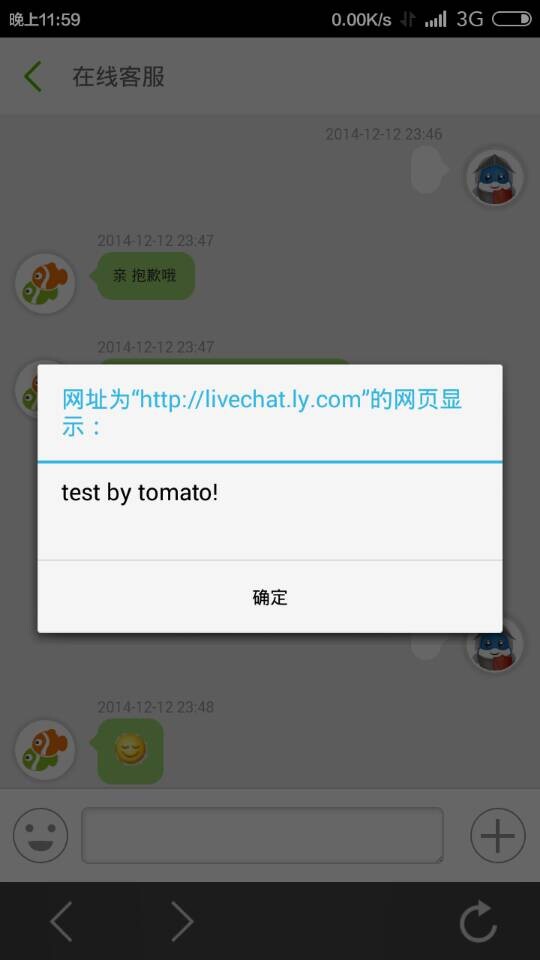 晚上11:59
0.00K/s
3G
在线客服
2014-12-12 23:46
2014-12-12 23:47
亲 抱歉哦
2014-12-12 23:47
网址为“http://livechat.ly.com”的网页显
示：
test by tomato!
确定
2014-12-12 23:48